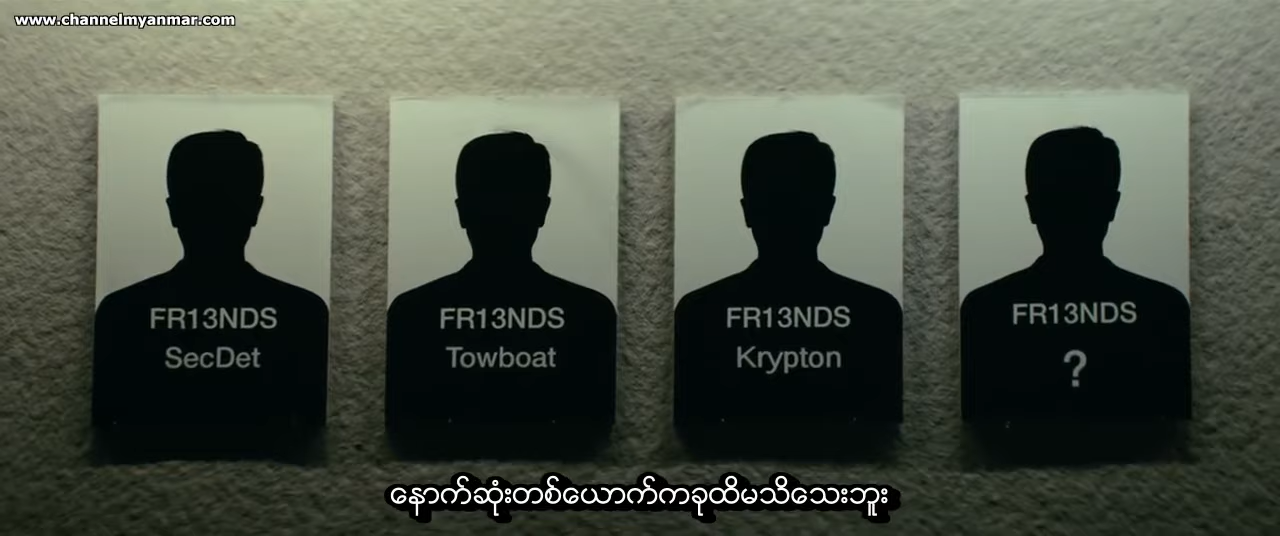 www.channelmyanmar.com
FR13NDS
SecDet
FR13NDS
Towboat
FR13NDS
Krypton
FR13NDS
?
နောက်ဆုံးတစ်ယောက်ကခုထိမသိသေးဘူး